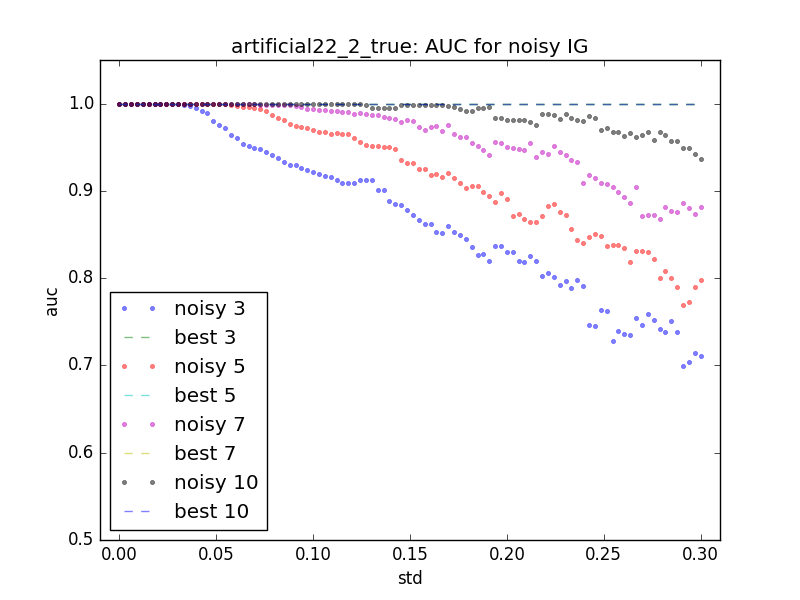 artificial22_2_true: AUC for noisy IG
1.0
0.9
0.8
0.7
0.6
0.5
auc
noisy 3
best 3
noisy 5
best 5
noisy 7
best 7
noisy 10
best 10
0.00 0.05 0.10 0.15 0.20 0.25 0.30
std